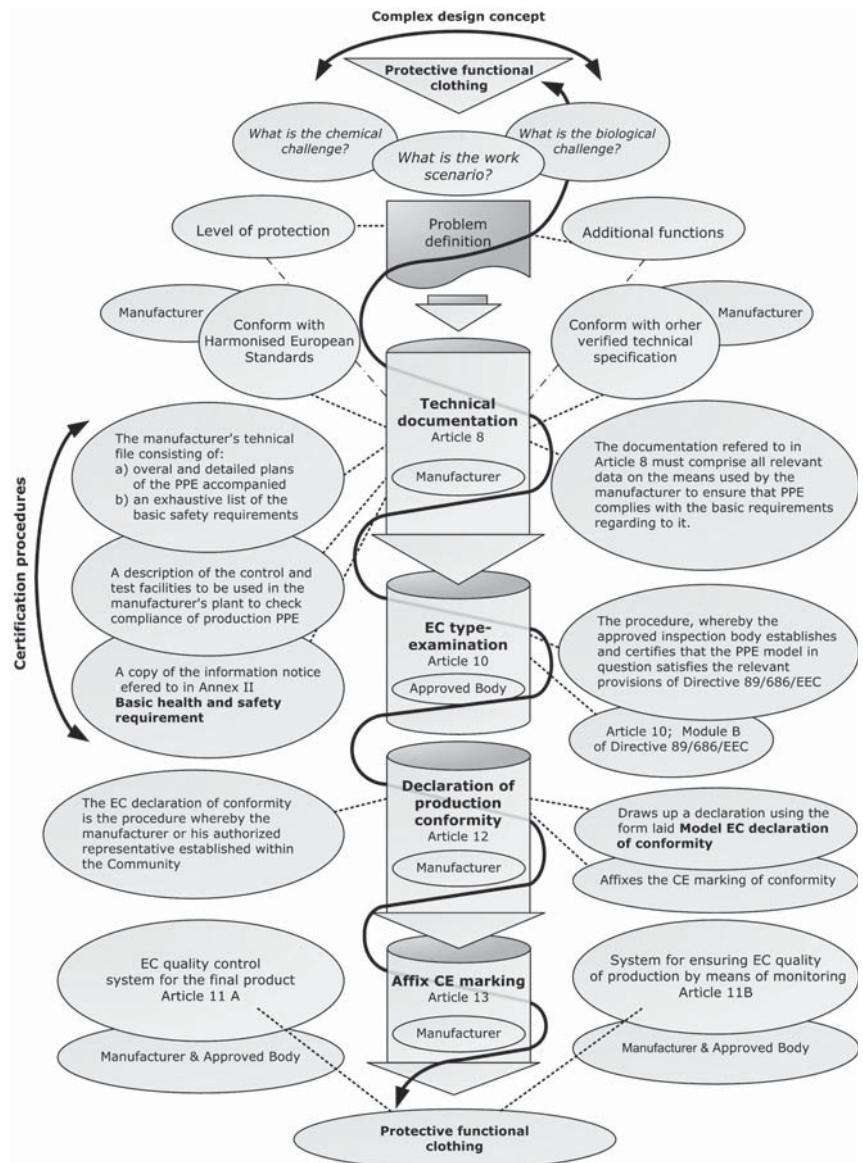 Complex design concept
Protective functional
clothing
What is the chemical
challenge?
What is the work
scenario?
What is the biological
challenge?
Level of protection
Problem
definition
Additional functions
Manufacturer
Conform with
Harmonised European
Standards
Conform with orher
verified technical
specification
Manufacturer
Certification procedures
The manufacturer's tehnical
file consisting of:
a) overal and detailed plans
of the PPE accompanied
b) an exhaustive list of the
basic safety requirements
Technical
documentation
Article 8
Manufacturer
The documentation refered to in
Article 8 must comprise all relevant
data on the means used by the
manufacturer to ensure that PPE
complies with the basic requirements
regarding to it.
A description of the control and
test facilities to be used in the
manufacturer's plant to check
compliance of production PPE
A copy of the information notice
efered to in Annex II
Basic health and safety
requirement
EC type-
examination
Article 10
Approved Body
The procedure, whereby the
approved inspection body establishes
and certifies that the PPE model in
question satisfies the relevant
provisions of Directive 89/686/EEC
Article 10; Module B
of Directive 89/686/EEC
The EC declaration of conformity
is the procedure whereby the
manufacturer or his authorized
representative established within
the Community
Declaration of
production
conformity
Article 12
Manufacturer
Draws up a declaration using the
form laid Model EC declaration
of conformity
Affixes the CE marking of conformity
EC quality control
system for the final product
Article 11 A
Manufacturer & Approved Body
Affix CE marking
Article 13
Manufacturer
System for ensuring EC quality
of production by means of monitoring
Article 11B
Manufacturer & Approved Body
Protective functional
clothing